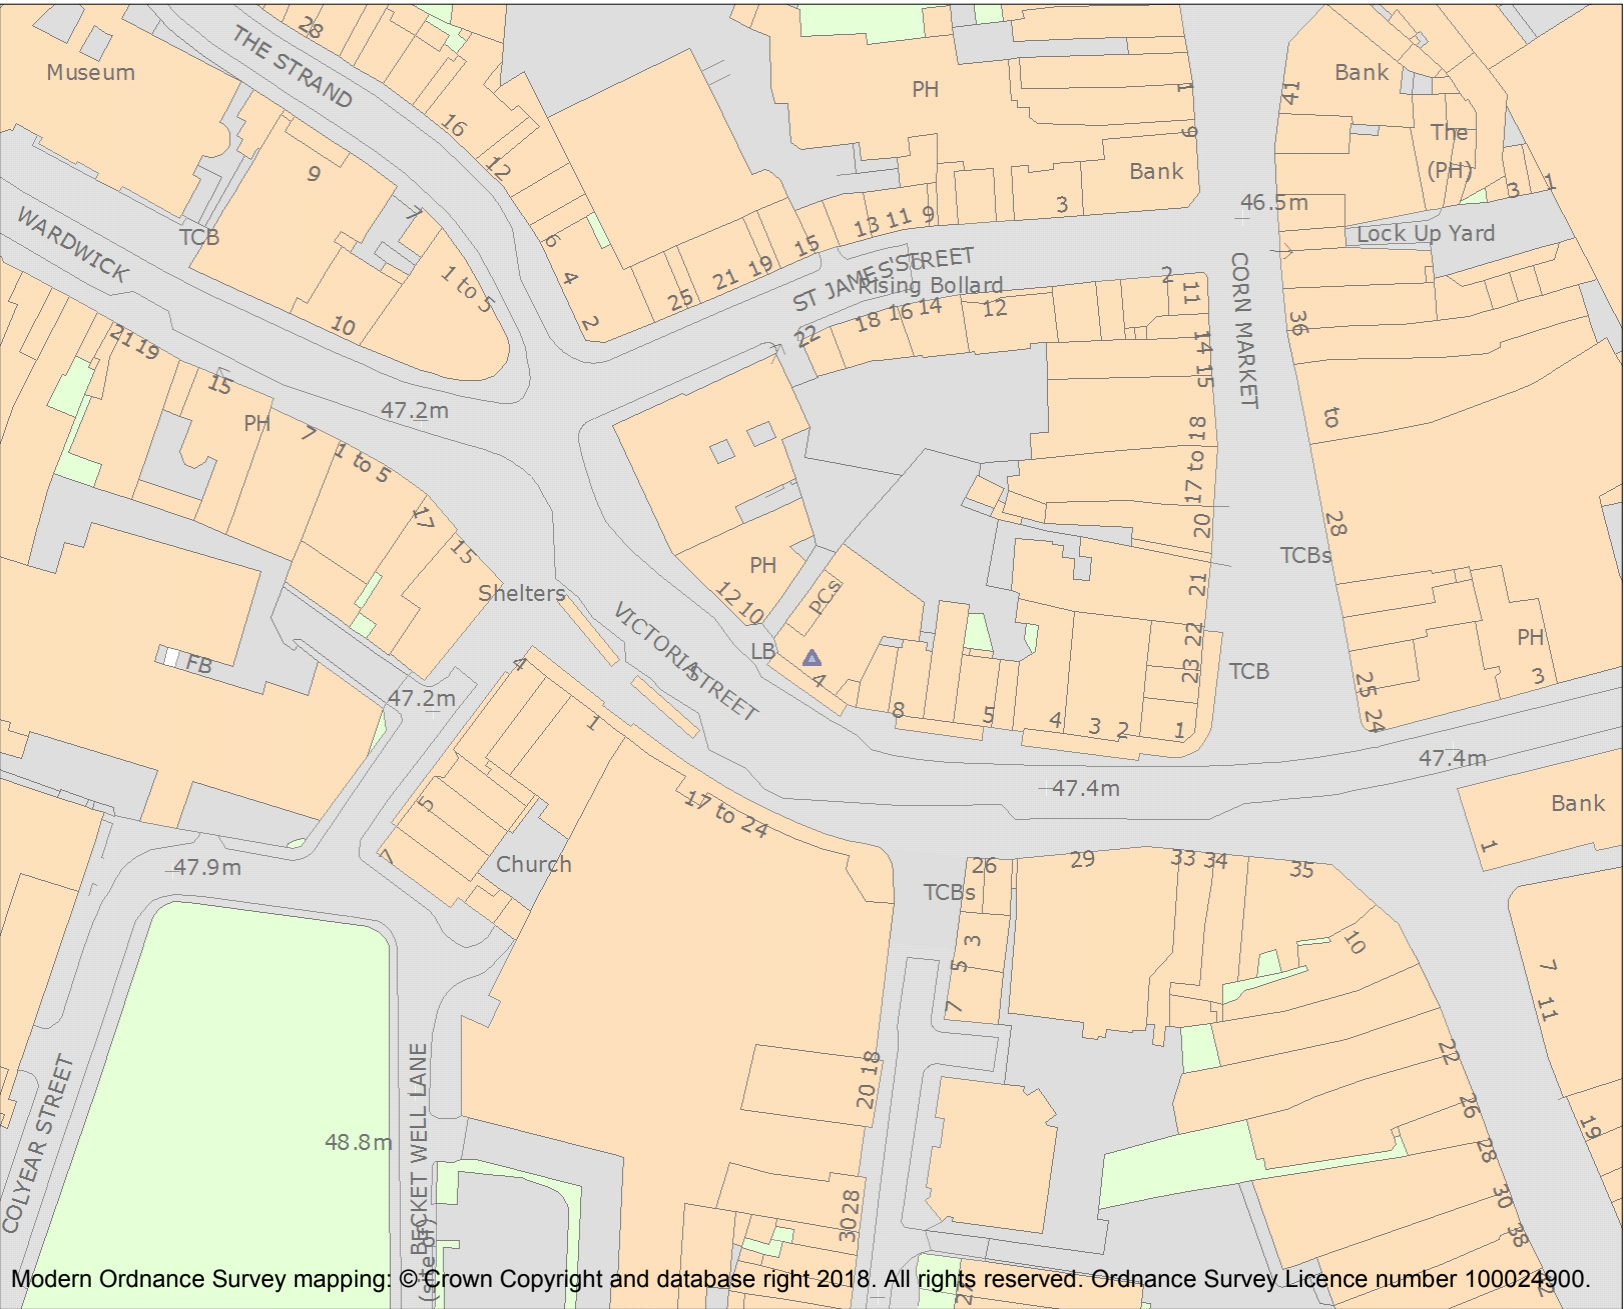 28
THE STRAND
Museum
16
12
9
7
6
4
2
WARDWICK
TCB
1 to 5
10
21 19
15
PH
7
1 to 5
47.2m
17
15
PH
1
6
Bank
3
13 11 9
15
21 19
25
ST JAMES'S STREET
Rising Bollard
22
18 16 14
12
2
11
14 15
17 to 18
20
21
22
23
41
Bank
The
(PH)
46.5m
3 1
Lock Up Yard
CORN MARKET
36
to
28
TCBs
TCB
25 24
PH
3
PH
12 10
PCs
LB
4
8
5
4
3
2
1
Shelters
VICTORIA STREET
FB
47.2m
4
1
5
7
Church
17 to 24
47.9m
47.4m
47.4m
Bank
1
TCBs
26
29
33 34
35
3
5
7
10
7
11
22
26
28
30
38
19
20 18
30 28
COLYEAR STREET
48.8m
BECKET WELL LANE
(site of)
Modern Ordnance Survey mapping: © Crown Copyright and database right 2018. All rights reserved. Ordnance Survey Licence number 100024900.